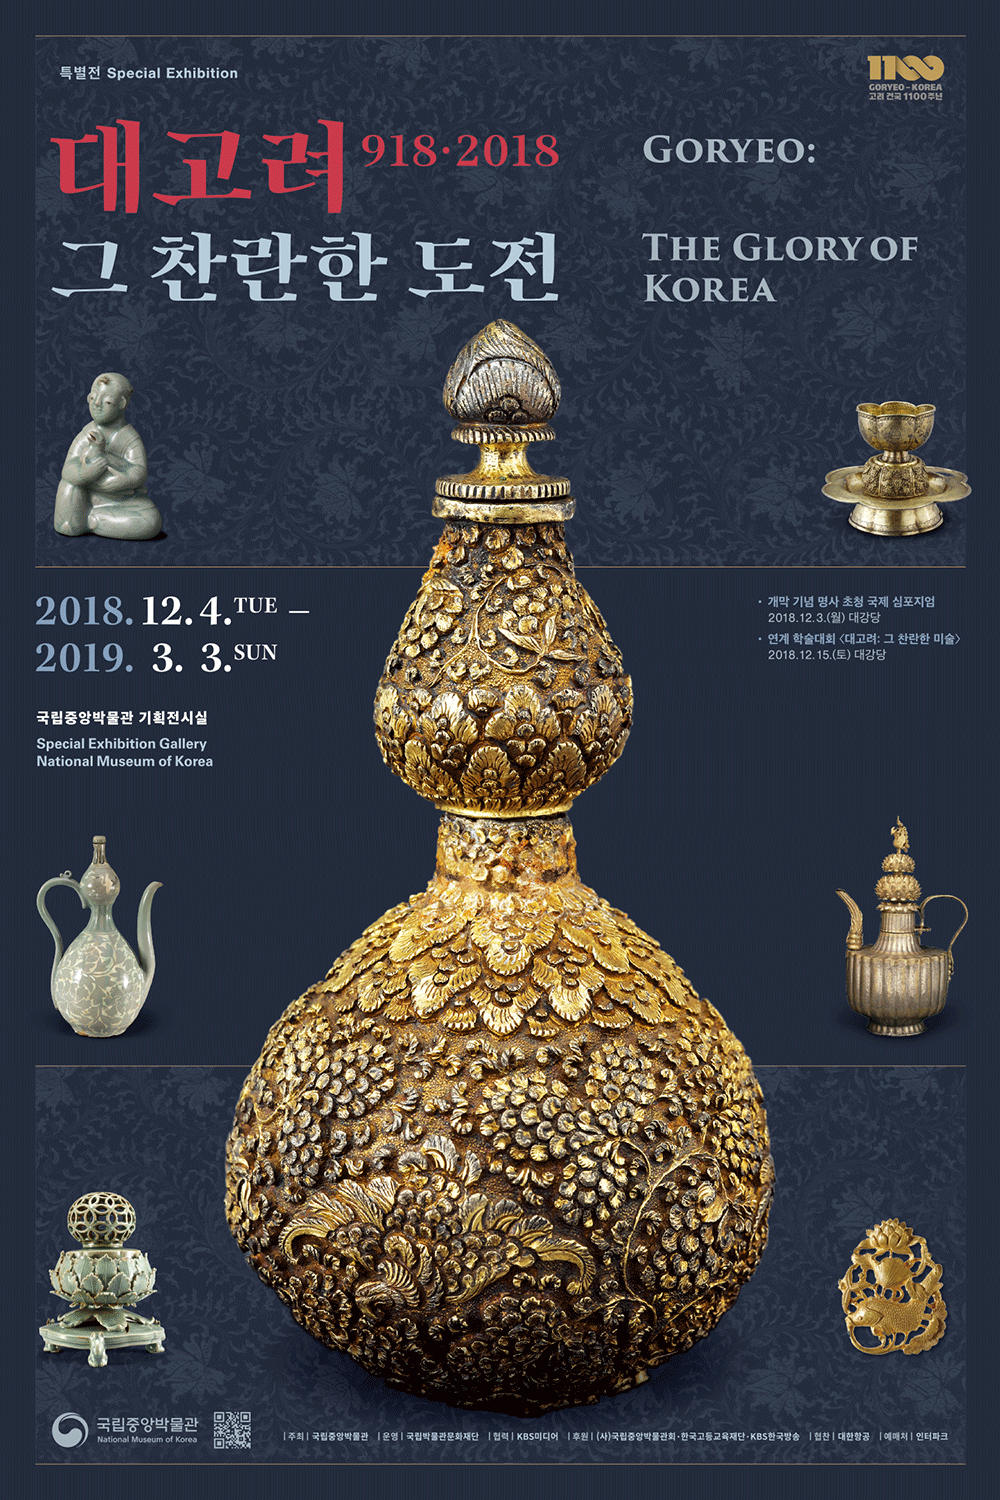 특별전 Special Exhibition
1100
GORYEO-KOREA
고려 건국 1100주년
대고려 918·2018
그 찬란한 도전
GORYEO:
THE GLORY OF
KOREA
2018. 12. 4. TUE –
2019. 3. 3. SUN
국립중앙박물관 기획전시실
Special Exhibition Gallery
National Museum of Korea
· 개막 기념 명사 초청 국제 심포지엄
2018.12.3.(월) 대강당
· 연계 학술대회 〈대고려: 그 찬란한 미술〉
2018.12.15.(토) 대강당
국립중앙박물관
National Museum of Korea
|주최| 국립중앙박물관 |운영| 국립박물관문화재단 |협력| KBS미디어 |후원| (사)국립중앙박물관회·한국고등교육재단·KBS한국방송 |협찬| 대한항공 |예매처| 인터파크